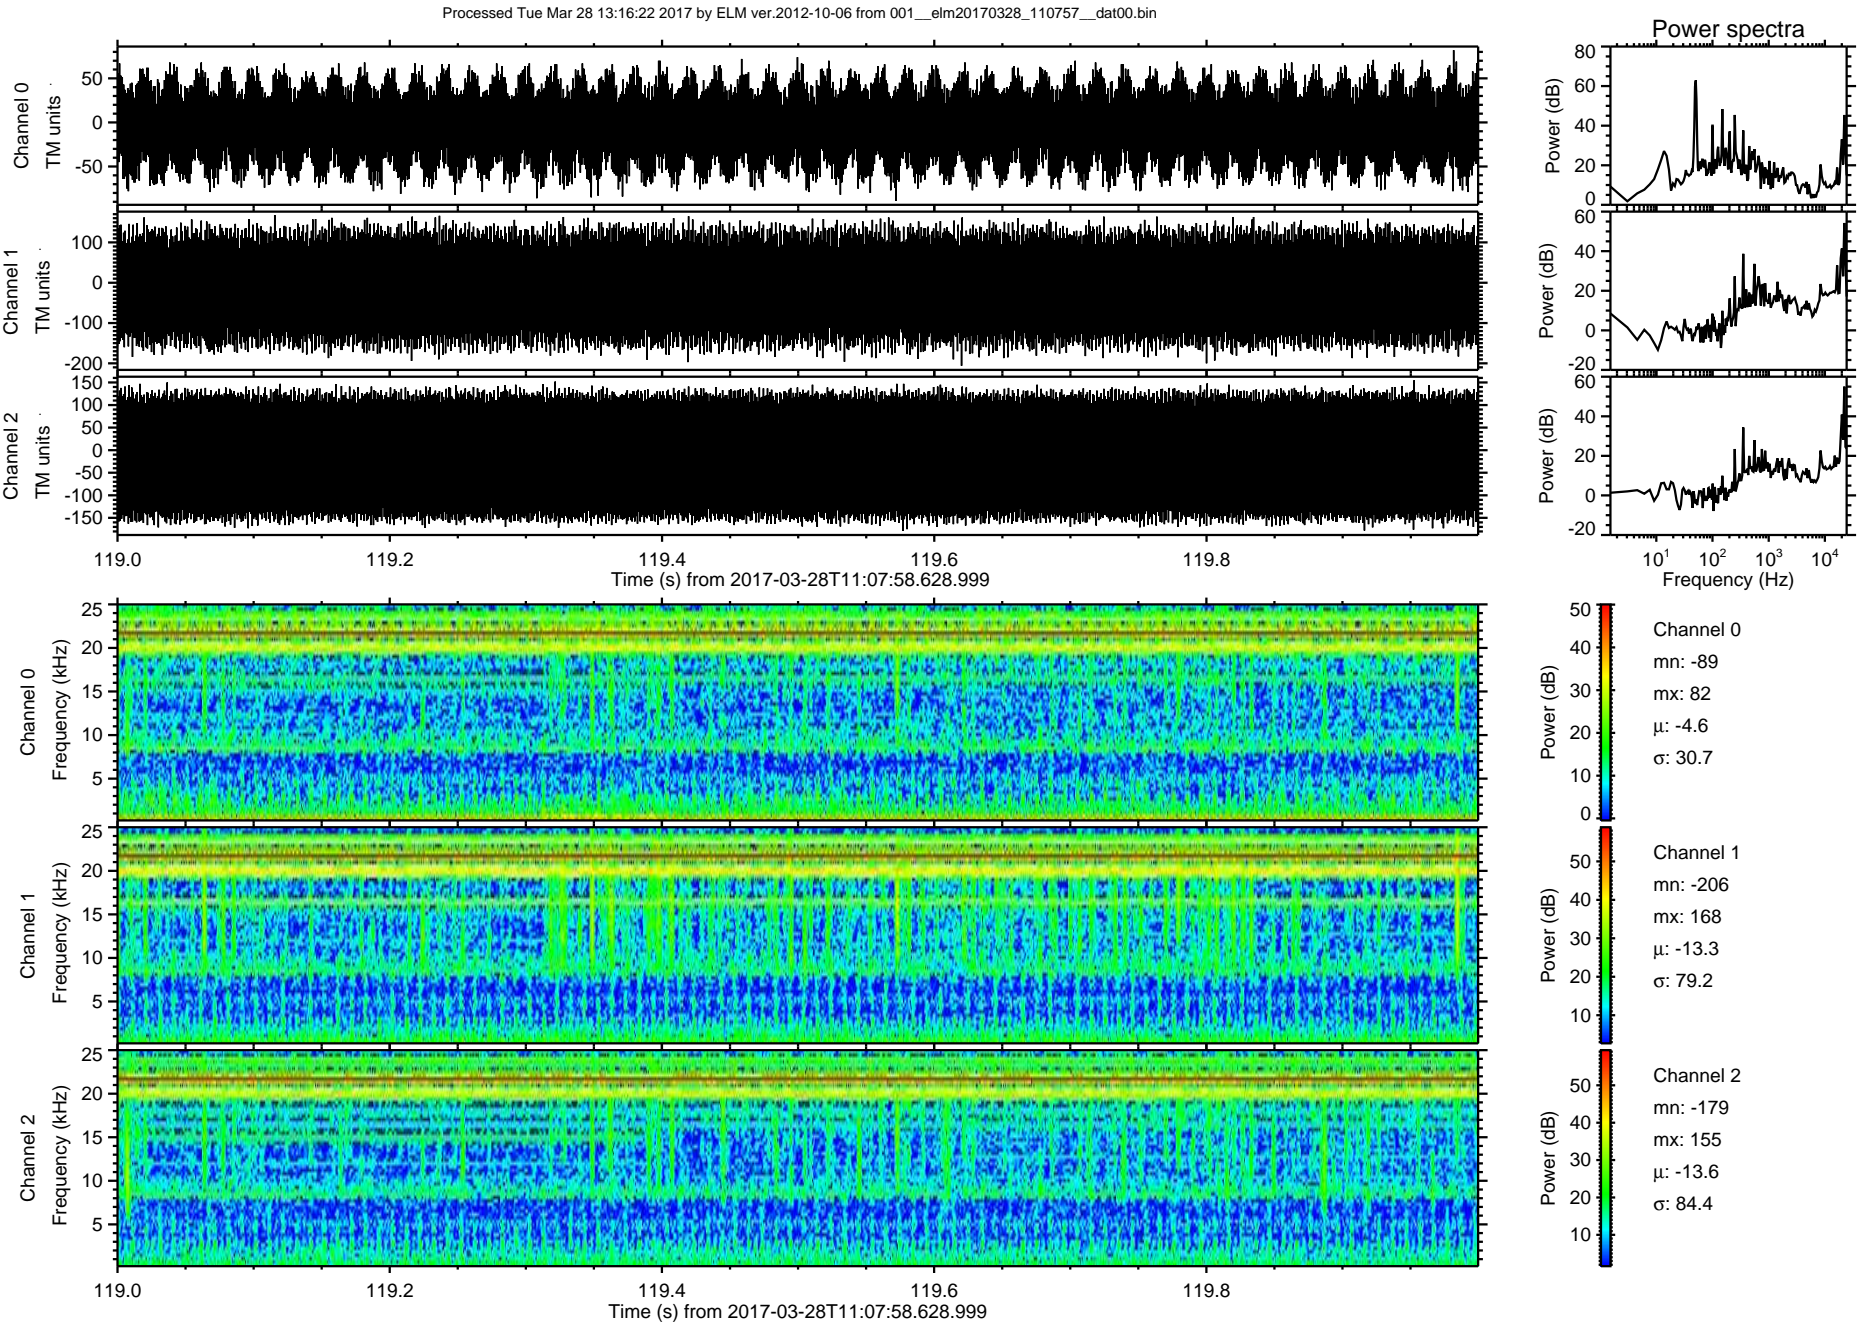 Processed Tue Mar 28 13:16:22 2017 by ELM ver.2012-10-06 from 001__elm20170328_110757__dat00.bin
Power spectra
Channel 0
TM units
50
0
-50
Power (dB)
80
60
40
20
0
Channel 1
TM units
100
0
-100
-200
Power (dB)
60
40
20
0
-20
Channel 2
TM units
150
100
50
0
-50
-100
-150
Power (dB)
60
40
20
0
-20
119.0 119.2 119.4 119.6 119.8
Time (s) from 2017-03-28T11:07:58.628.999
10¹ 10² 10³ 10⁴
Frequency (Hz)
Channel 0
Frequency (kHz)
25
20
15
10
5
Power (dB)
50
40
30
20
10
0
Channel 0
mn: -89
mx: 82
μ: -4.6
σ: 30.7
Channel 1
Frequency (kHz)
25
20
15
10
5
Power (dB)
50
40
30
20
10
Channel 1
mn: -206
mx: 168
μ: -13.3
σ: 79.2
Channel 2
Frequency (kHz)
25
20
15
10
5
Power (dB)
50
40
30
20
10
Channel 2
mn: -179
mx: 155
μ: -13.6
σ: 84.4
119.0 119.2 119.4 119.6 119.8
Time (s) from 2017-03-28T11:07:58.628.999